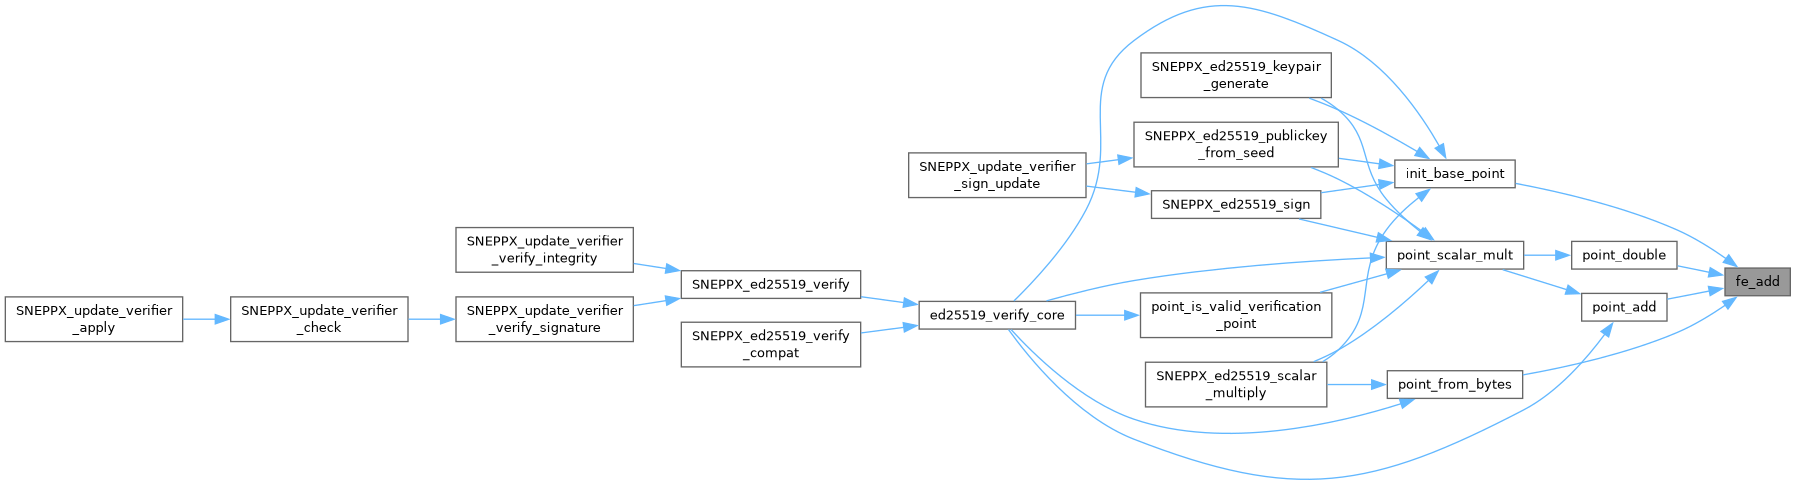 SNEPPX_ed25519_keypair
_generate
SNEPPX_ed25519_publickey
_from_seed
SNEPPX_update_verifier
_sign_update
init_base_point
SNEPPX_ed25519_sign
SNEPPX_update_verifier
_verify_integrity
point_scalar_mult
point_double
SNEPPX_ed25519_verify
fe_add
SNEPPX_update_verifier
_apply
SNEPPX_update_verifier
_check
SNEPPX_update_verifier
_verify_signature
ed25519_verify_core
point_is_valid_verification
_point
point_add
SNEPPX_ed25519_verify
_compat
SNEPPX_ed25519_scalar
_multiply
point_from_bytes